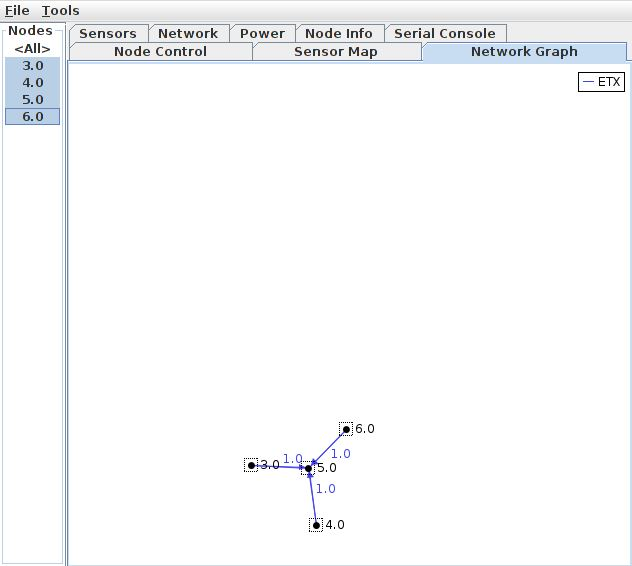 File Tools
Nodes
<All>
3.0
4.0
5.0
6.0
Sensors Network Power Node Info Serial Console
Node Control Sensor Map Network Graph
ETX
6.0
1.0
3.0 1.0 5.0
1.0
4.0